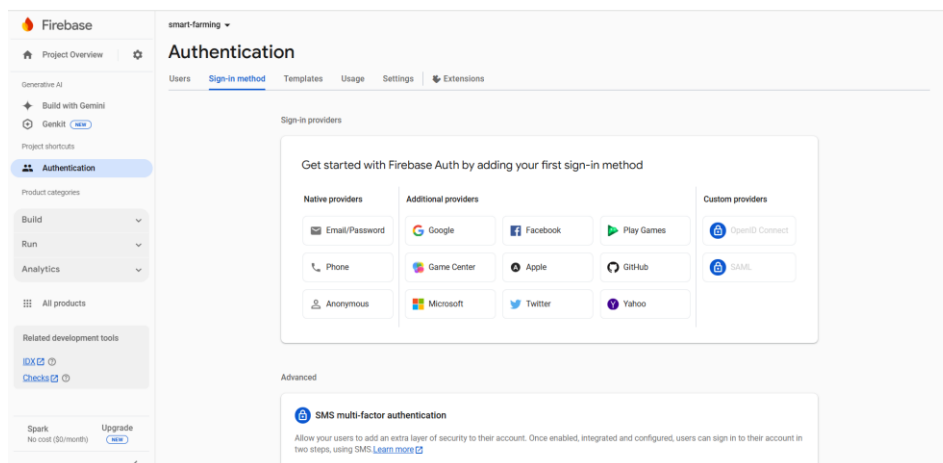 Firebase
Project Overview
Generative AI
Build with Gemini
Genkit NEW
Project shortcuts
Authentication
Product categories
Build
Run
Analytics
All products
Related development tools
IDX
Checks
Spark
No cost ($0/month)
Upgrade
NEW
smart-farming
Authentication
Users Sign-in method Templates Usage Settings Extensions
Sign-in providers
Get started with Firebase Auth by adding your first sign-in method
Native providers Additional providers Custom providers
Email/Password Google Facebook Play Games OpenID Connect
Phone Game Center Apple GitHub SAML
Anonymous Microsoft Twitter Yahoo
Advanced
SMS multi-factor authentication
Allow your users to add an extra layer of security to their account. Once enabled, integrated and configured, users can sign in to their account in
two steps, using SMS.Learn more